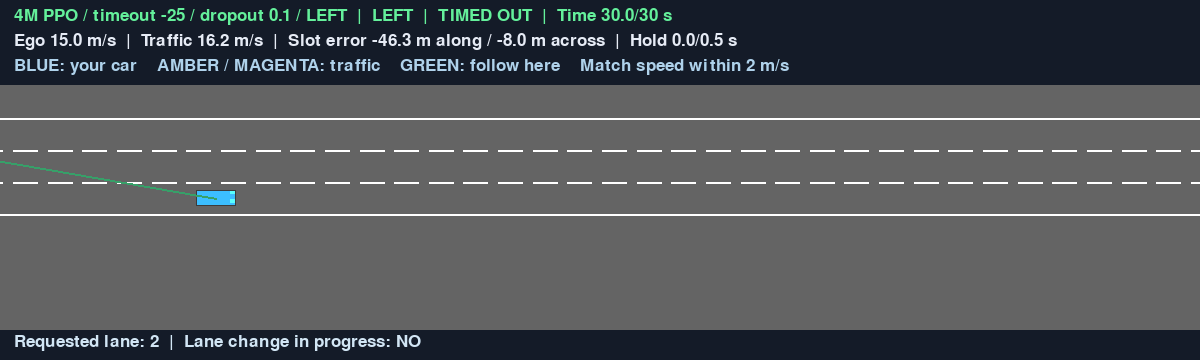 4M PPO / timeout -25 / dropout 0.1 / LEFT | LEFT | TIMED OUT | Time 30.0/30 s
Ego 15.0 m/s | Traffic 16.2 m/s | Slot error -46.3 m along / -8.0 m across | Hold 0.0/0.5 s
BLUE: your car AMBER / MAGENTA: traffic GREEN: follow here Match speed within 2 m/s
Requested lane: 2 | Lane change in progress: NO